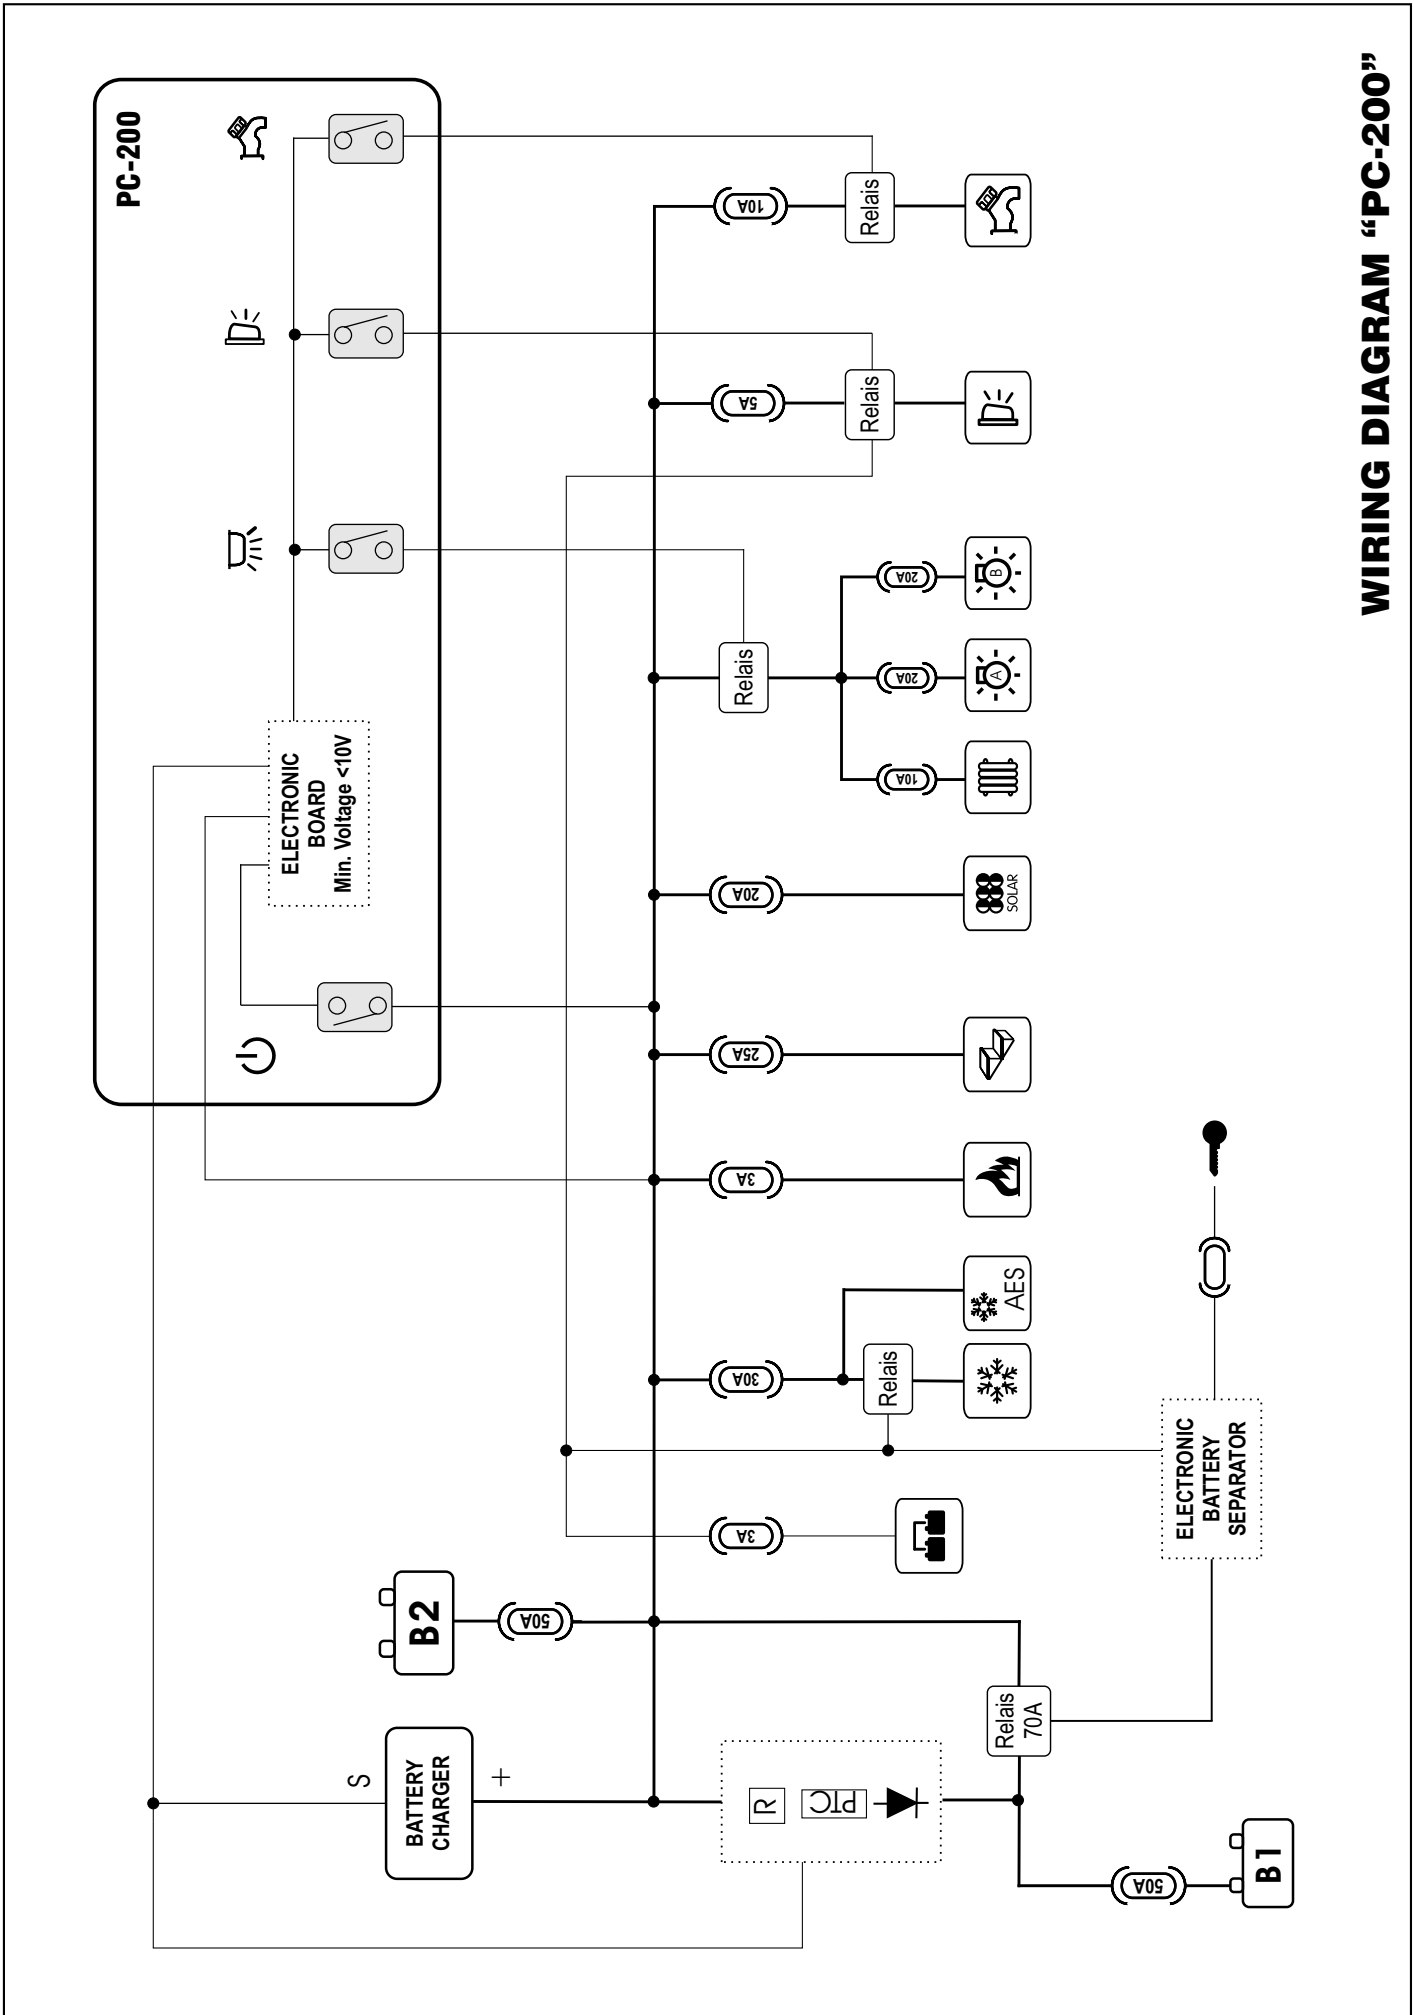 PC-200
ELECTRONIC
BOARD
Min. Voltage <10V
S
BATTERY
CHARGER
+
B2
50A
3A
30A
3A
25A
20A
Relais
5A
10A
R
PTC
Relais
10A
20A
20A
Relais
Relais
AES
SOLAR
A
B
Relais
70A
50A
ELECTRONIC
BATTERY
SEPARATOR
B1
WIRING DIAGRAM “PC-200”